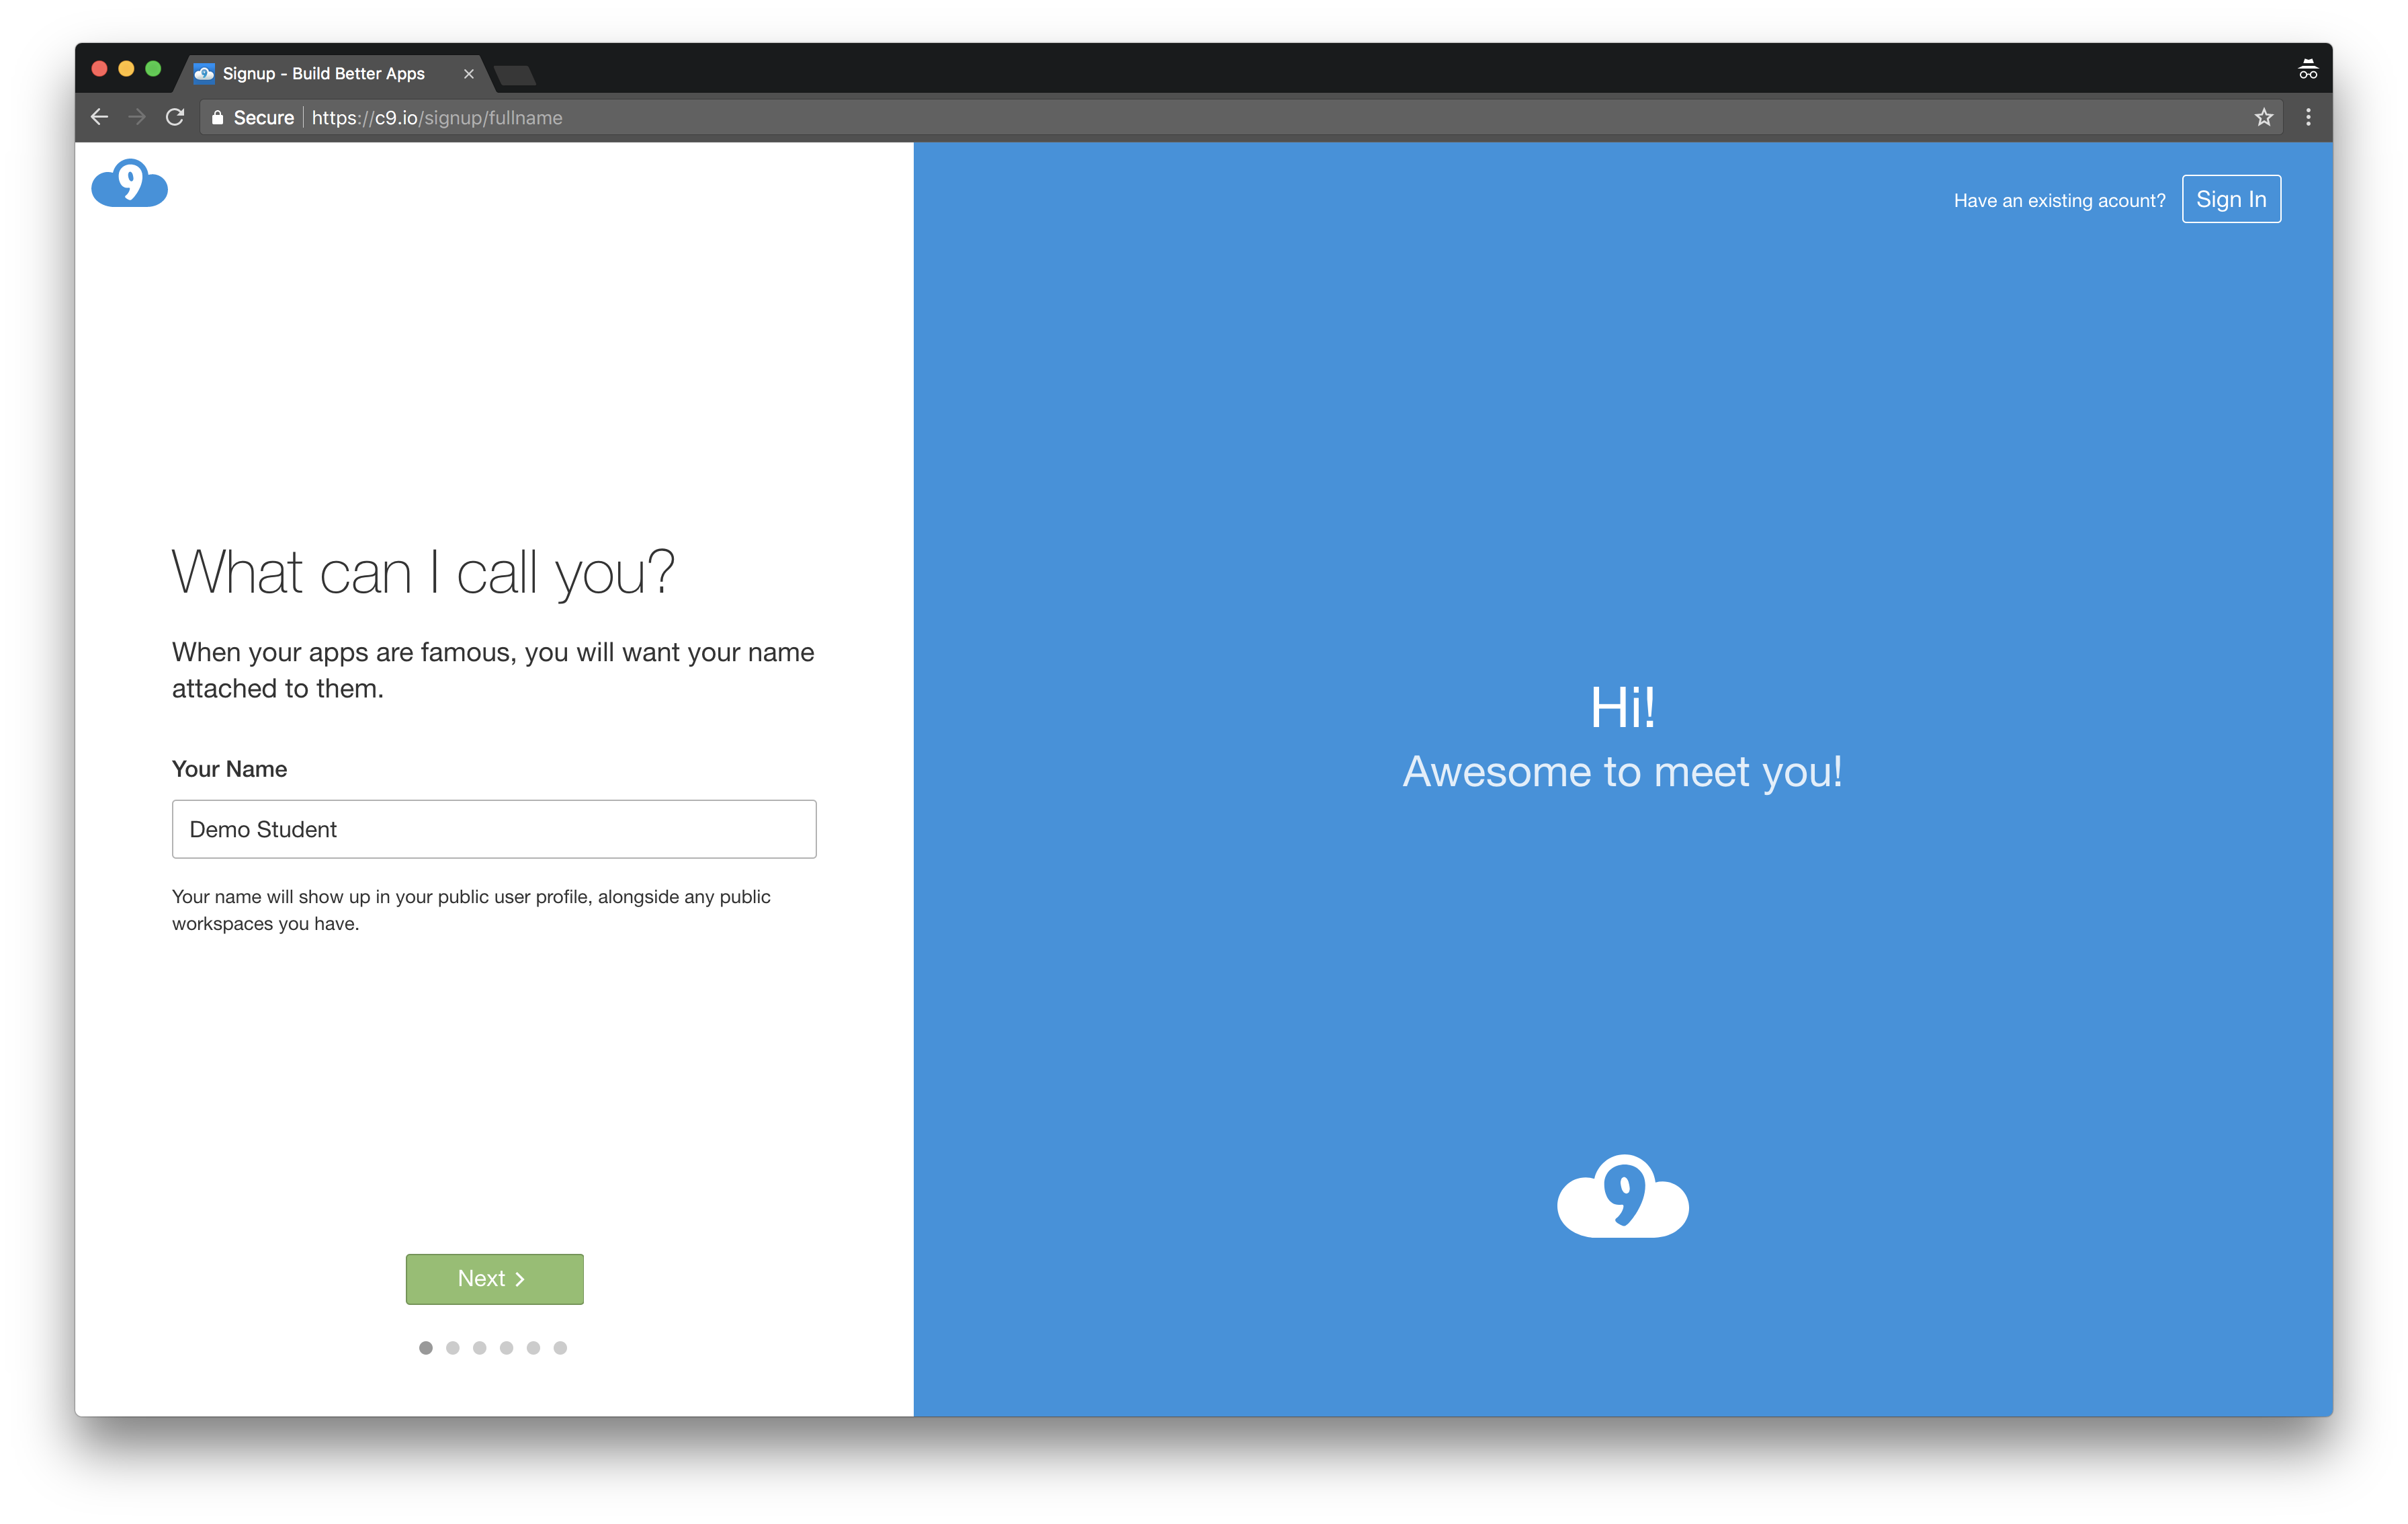 Signup - Build Better Apps
Secure https://c9.io/signup/fullname
9
Have an existing acount? Sign In
What can I call you?
When your apps are famous, you will want your name
attached to them.
Your Name
Demo Student
Your name will show up in your public user profile, alongside any public
workspaces you have.
Next
Hi!
Awesome to meet you!
9